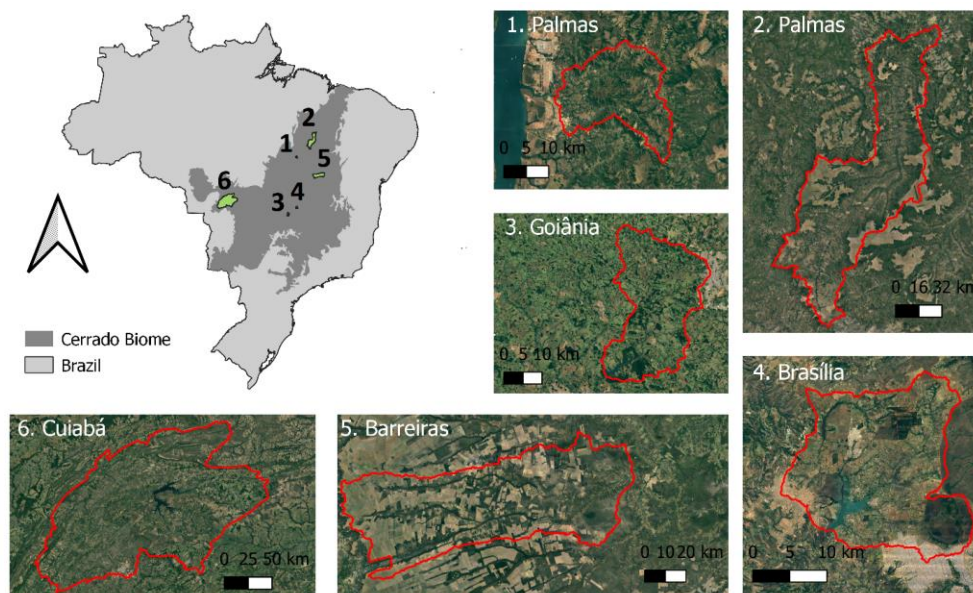 2
1
5
6
4
3
Cerrado Biome
Brazil
1. Palmas
0 5 10 km
2. Palmas
0 16.32 km
3. Goiânia
0, 5 10 km
4. Brasília
0 5 10 km
6. Cuiabá
0 25 50 km
5. Barreiras
0 1020 km